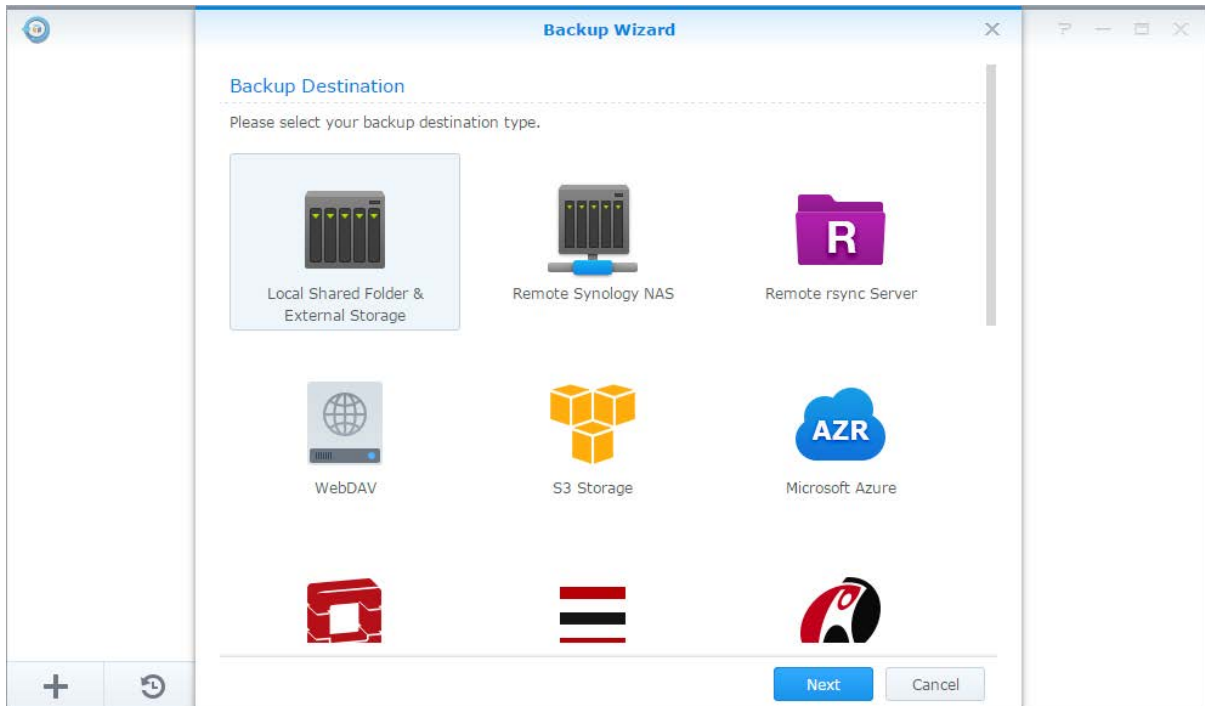 Backup Wizard
Backup Destination
Please select your backup destination type.
Local Shared Folder &
External Storage
Remote Synology NAS
R
Remote rsync Server
WebDAV
S3 Storage
AZR
Microsoft Azure
Next
Cancel